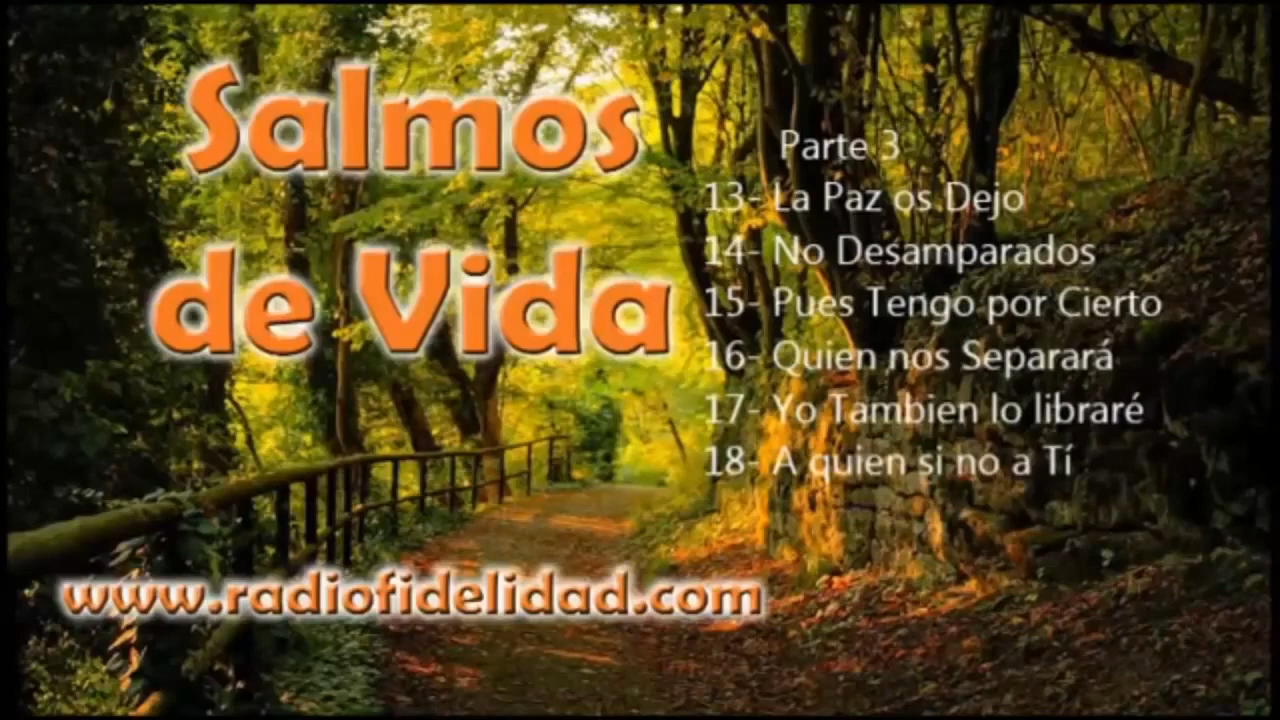 Salmos
de Vida
Parte 3
13- La Paz os Dejo
14- No Desamparados
15- Pues Tengo por Cierto
16- Quien nos Separará
17- Yo Tambien lo libraré
18- A quien si no a Tí
www.radiofidelidad.com